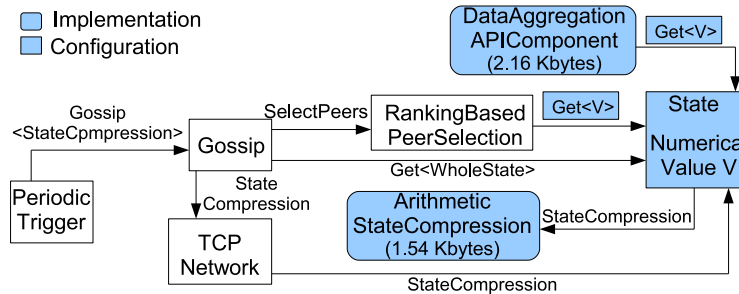 Implementation
Configuration
DataAggregation
APIComponent
(2.16 Kbytes)
Get<V>
Gossip
<StateCpmpression>
SelectPeers
RankingBased
PeerSelection
Get<V>
State
Numerical
Value V
Gossip
Get<WholeState>
Periodic
Trigger
State
Compression
Arithmetic
StateCompression
(1.54 Kbytes)
StateCompression
TCP
Network
StateCompression